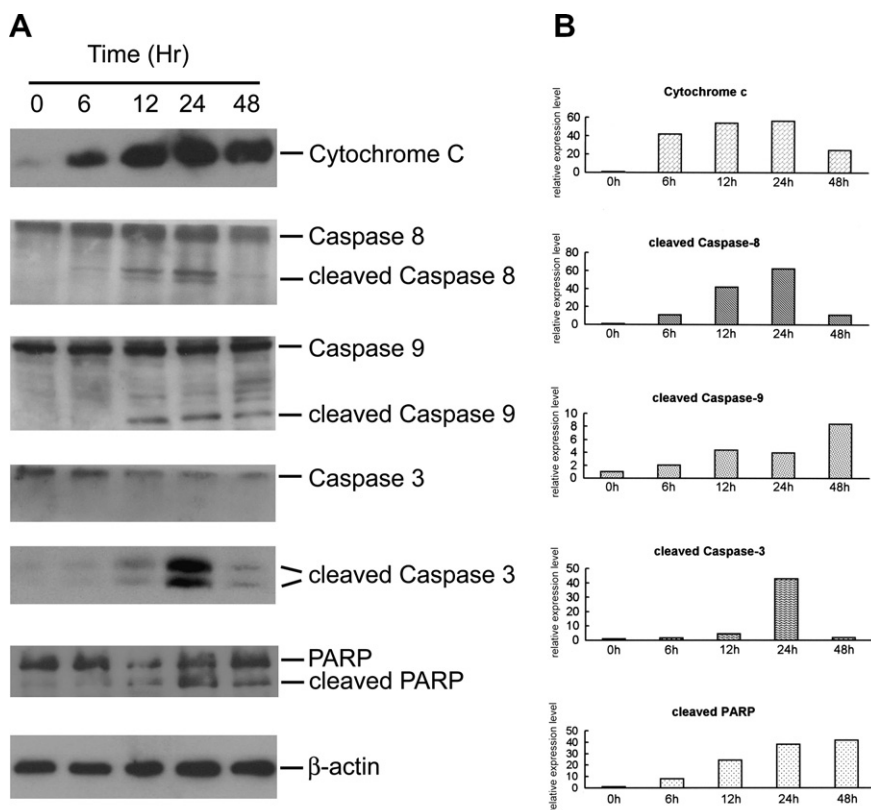 A
Time (Hr)
0 6 12 24 48
Cytochrome C
Caspase 8
cleaved Caspase 8
Caspase 9
cleaved Caspase 9
Caspase 3
cleaved Caspase 3
PARP
cleaved PARP
β-actin
B
Cytochrome c
relative expression level
60
40
20
0
0h 6h 12h 24h 48h
cleaved Caspase-8
relative expression level
80
60
40
20
0
0h 6h 12h 24h 48h
cleaved Caspase-9
relative expression level
10
8
6
4
2
0
0h 6h 12h 24h 48h
cleaved Caspase-3
relative expression level
50
40
30
20
10
0
0h 6h 12h 24h 48h
cleaved PARP
relative expression level
50
40
30
20
10
0
0h 6h 12h 24h 48h